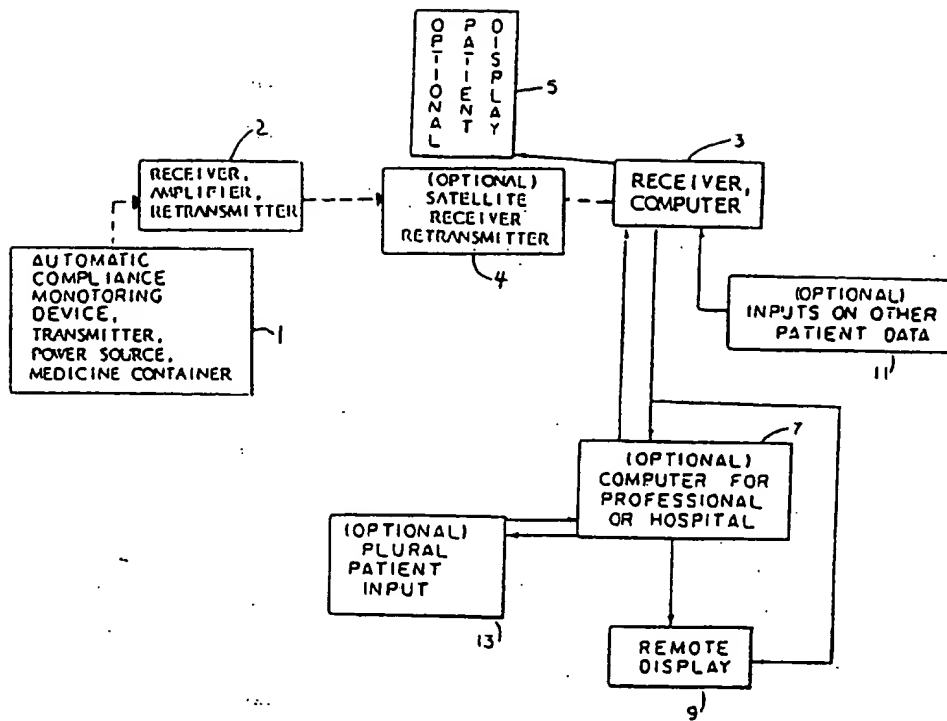 OPTIONAL
PATIENT
DISPLAY
5
2
RECEIVER,
AMPLIFIER,
RETRANSMITTER
(OPTIONAL)
SATELLITE
RECEIVER
RETRANSMITTER
4
3
RECEIVER,
COMPUTER
AUTOMATIC
COMPLIANCE
MONOTORING
DEVICE,
TRANSMITTER,
POWER SOURCE,
MEDICINE CONTAINER
1
(OPTIONAL)
INPUTS ON OTHER
PATIENT DATA
11
7
(OPTIONAL)
COMPUTER FOR
PROFESSIONAL
OR HOSPITAL
(OPTIONAL)
PLURAL
PATIENT
INPUT
13
REMOTE
DISPLAY
9